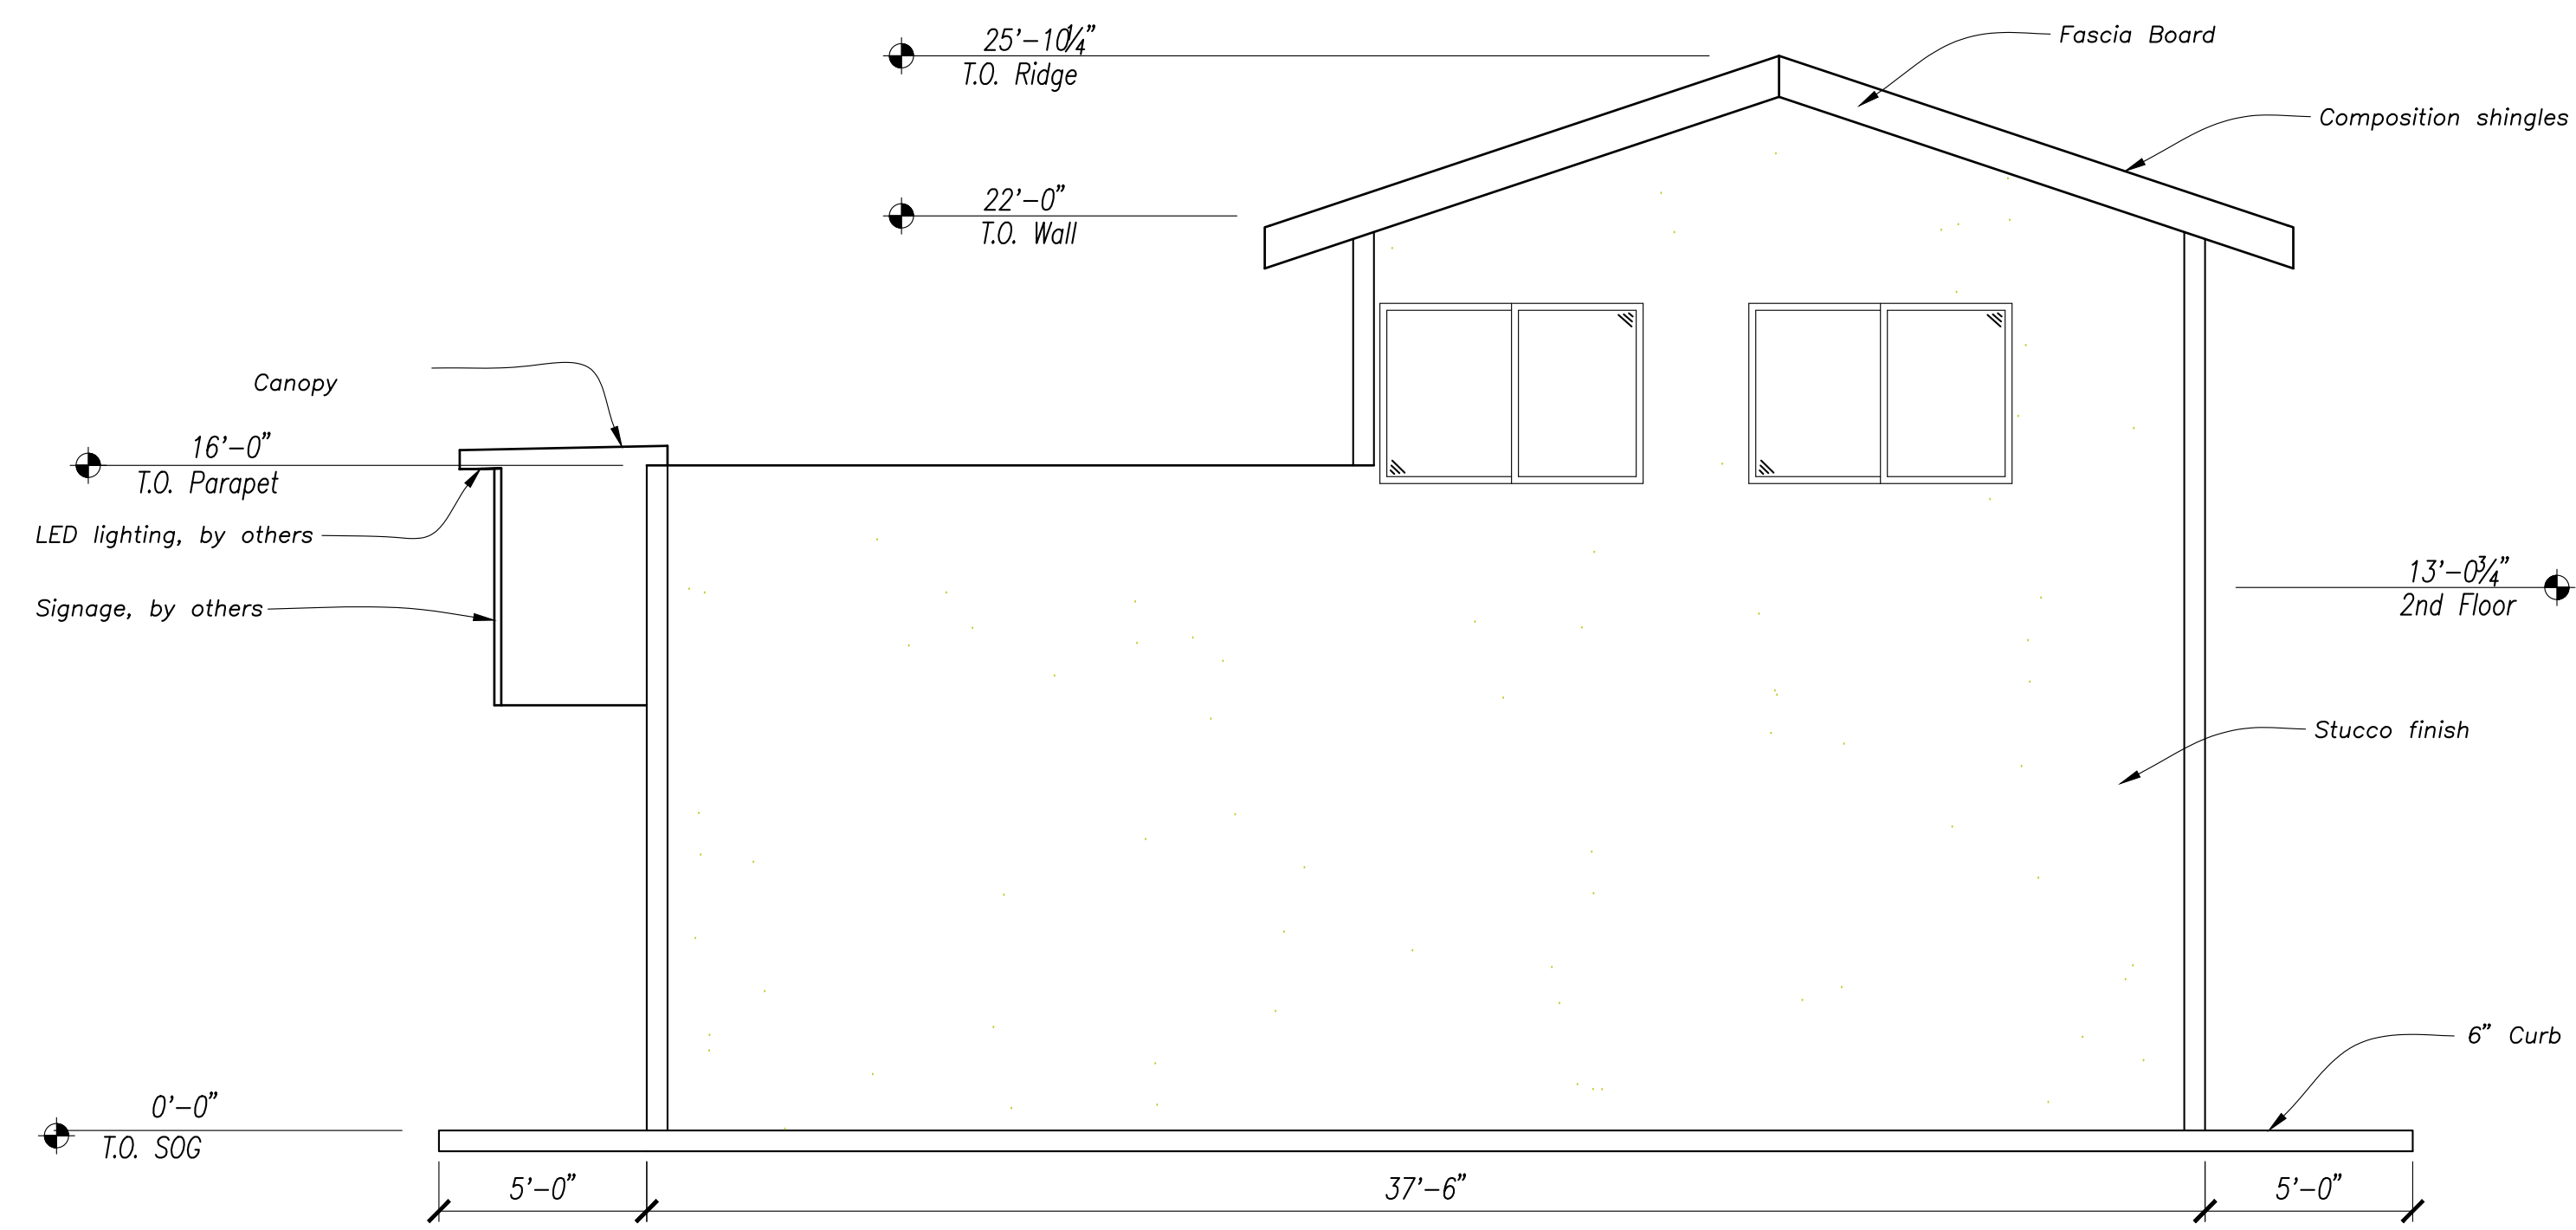 25'-10¼"
T.O. Ridge
Fascia Board
Composition shingles
22'-0"
T.O. Wall
Canopy
16'-0"
T.O. Parapet
LED lighting, by others
13'-0¾"
2nd Floor
Signage, by others
Stucco finish
6" Curb
0'-0"
T.O. SOG
5'-0"
37'-6"
5'-0"